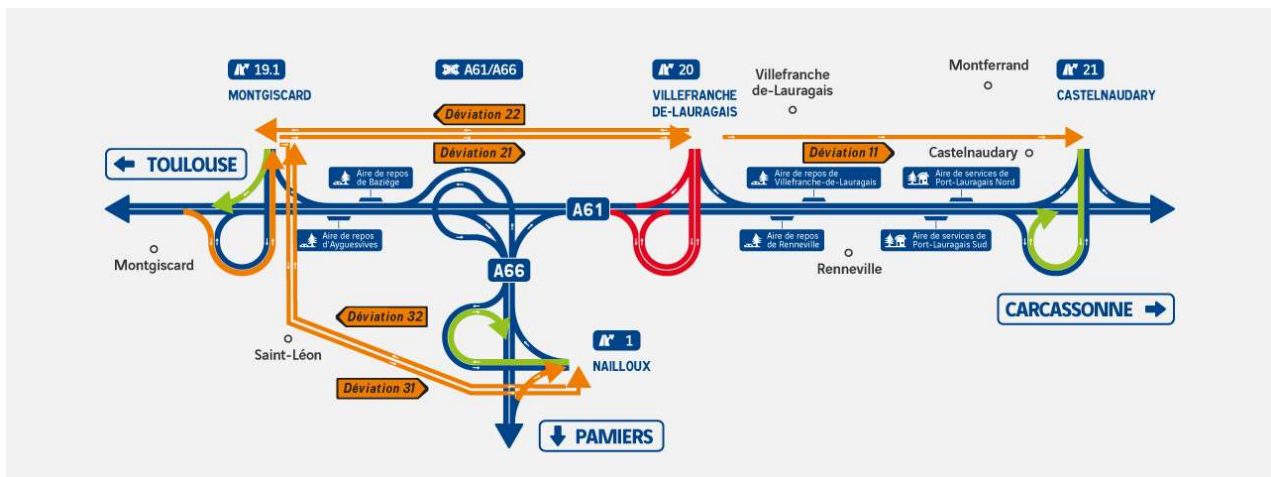 19.1
MONTGISCARD
A61/A66
20
VILLEFRANCHE
DE-LAURAGAIS
Villefranche
de-Lauragais
Montferrand
21
CASTELNAUDARY
Déviation 22
Déviation 21
Déviation 11
Castelnaudary
TOULOUSE
Aire de repos
de Baziège
Aire de repos de
Villefranche-de-Lauragais
Aire de services de
Port-Lauragais Nord
A61
Aire de repos
d'Ayguesvives
Aire de repos
de Renneville
Aire de services de
Port-Lauragais Sud
Montgiscard
Renneville
A66
CARCASSONNE
Déviation 32
Saint-Léon
1
NAILLOUX
Déviation 31
PAMIERS